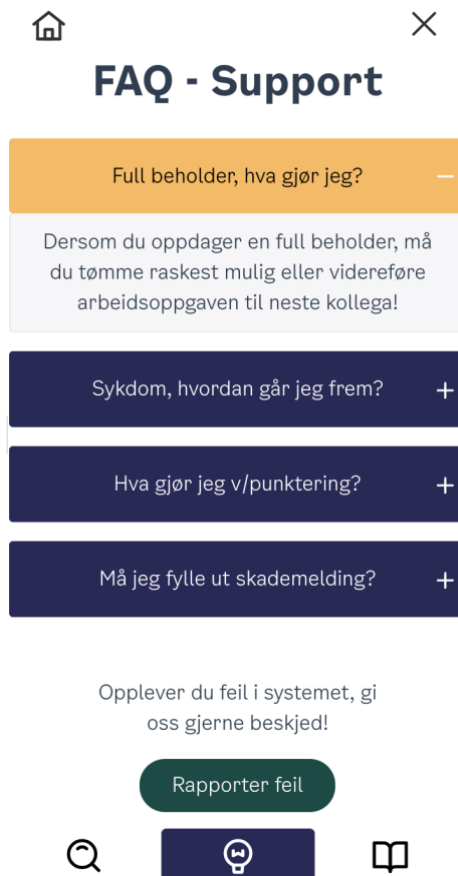 FAQ - Support
Full beholder, hva gjør jeg?
Dersom du oppdager en full beholder, må
du tømme raskest mulig eller videreføre
arbeidsoppgaven til neste kollega!
Sykdom, hvordan går jeg frem?
Hva gjør jeg v/punktering?
Må jeg fylle ut skademelding?
Opplever du feil i systemet, gi
oss gjerne beskjed!
Rapporter feil